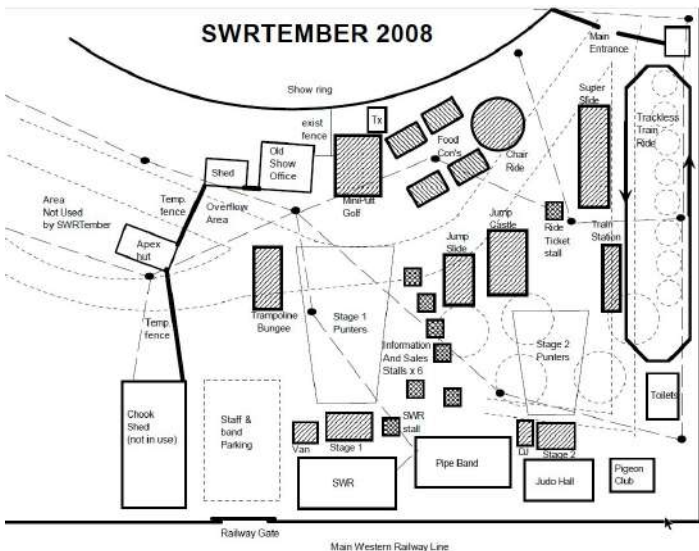 SWRTEMBER 2008
Main
Entrance
Show ring
Super
Slide
exist
fence
Tx
Trackless
Train
Ride
Food
Con's
Chair
Ride
Old
Show
Office
Shed
MiniPutt
Golf
Area
Not Used
by SWRTember
Temp.
fence
Overflow
Area
Apex
hut
Jump
Castle
Jump
Slide
Ride
Ticket
stall
Train
Station
Trampoline
Bungee
Stage 1
Punters
Temp.
fence
Information
And Sales
Stalls x 6
Stage 2
Punters
Toilets
Chook
Shed
(not in use)
Staff &
band
Parking
SWR
stall
Van
Stage 1
DJ
Stage 2
SWR
Pipe Band
Judo Hall
Pigeon
Club
Railway Gate
Main Western Railway Line